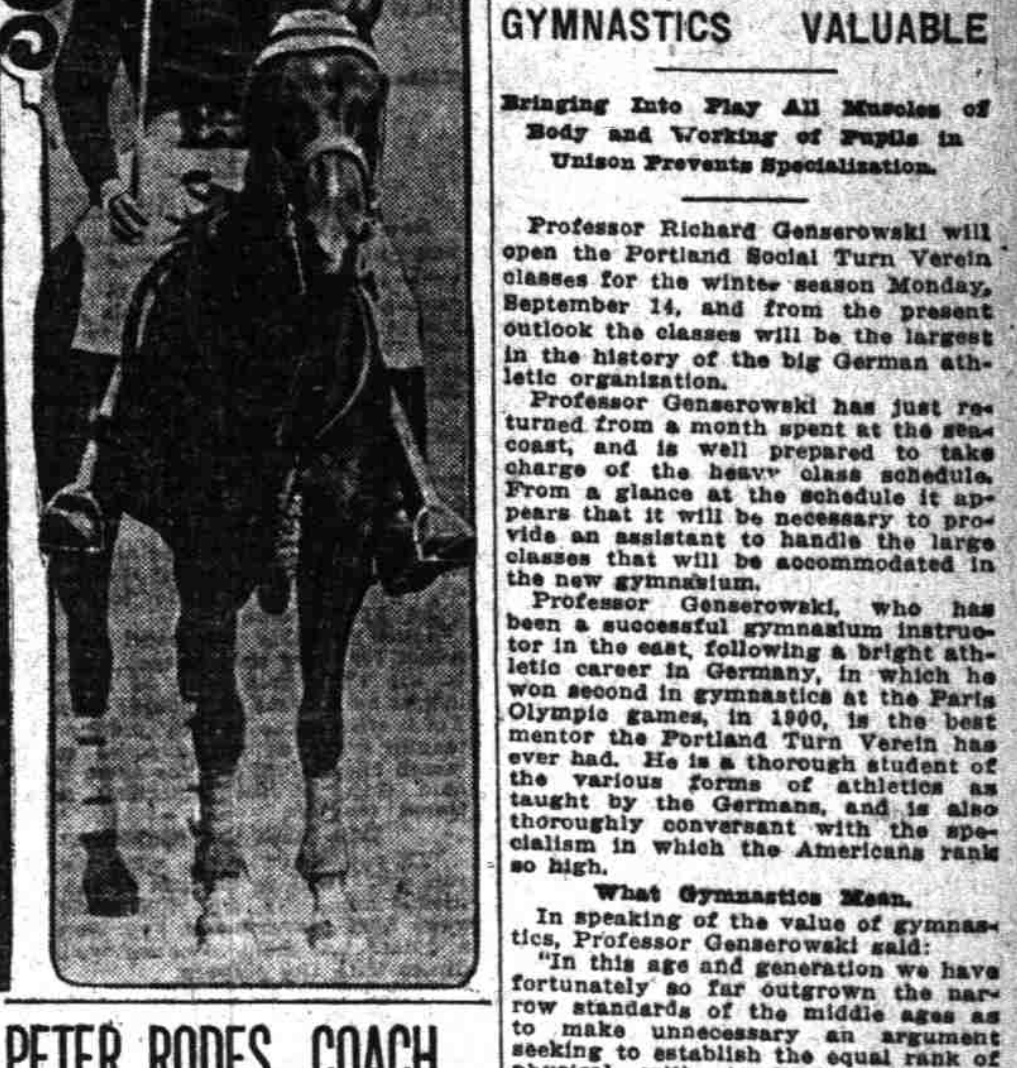 GYMNASTICS VALUABLE
Bringing Into Play All Muscles of
Body and Working of Pupils in
Unison Prevents Specialization.
Professor Richard Genserowski will
open the Portland Social Turn Verein
classes for the winter season Monday,
September 14, and from the present
outlook the classes will be the largest
in the history of the big German ath-
letic organization.
Professor Genserowski has just re-
turned from a month spent at the sea-
coast, and is well prepared to take
charge of the heavy class schedule.
From a glance at the schedule it ap-
pears that it will be necessary to pro-
vide an assistant to handle the large
classes that will be accommodated in
the new gymnasium.
Professor Genserowski, who has
been a successful gymnasium instruc-
tor in the east, following a bright ath-
letic career in Germany, in which he
won second in gymnastics at the Paris
Olympic games, in 1900, is the best
mentor the Portland Turn Verein has
ever had. He is a thorough student of
the various forms of athletics as
taught by the Germans, and is also
thoroughly conversant with the spe-
cialism in which the Americans rank
so high.
What Gymnastics Mean.
In speaking of the value of gymnas-
tics, Professor Genserowski said:
"In this age and generation we have
fortunately so far outgrown the nar-
row standards of the middle ages as
to make unnecessary an argument
seeking to establish the equal rank of
PETER RODES, COACH